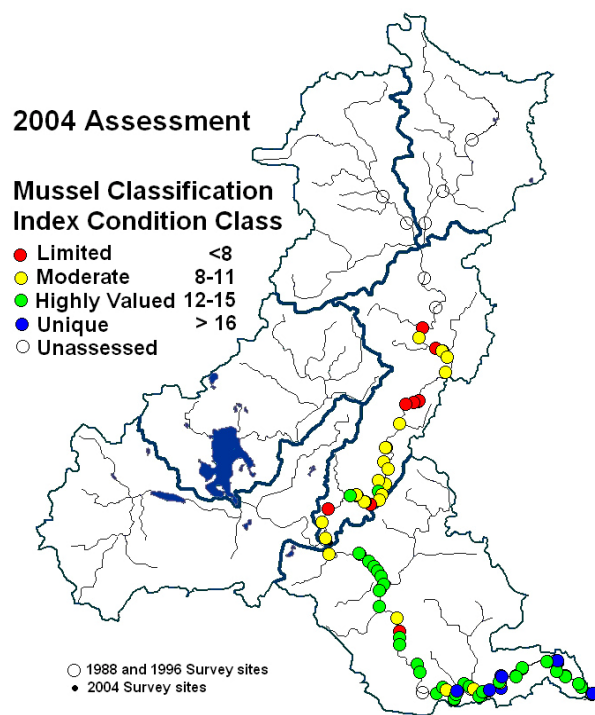 2004 Assessment
Mussel Classification
Index Condition Class
Limited <8
Moderate 8-11
Highly Valued 12-15
Unique > 16
Unassessed
1988 and 1996 Survey sites
2004 Survey sites